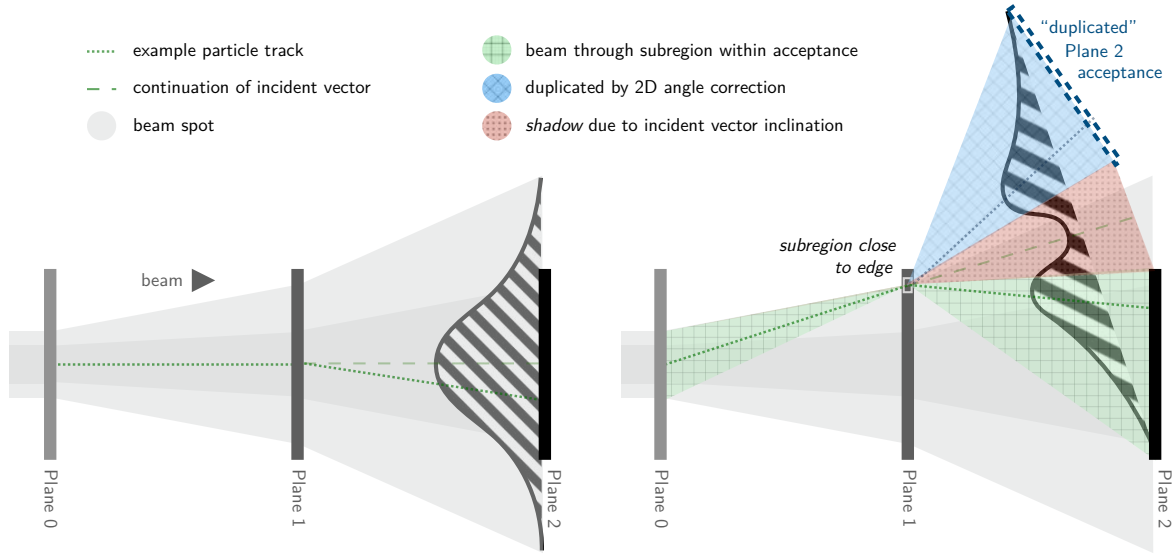 example particle track
continuation of incident vector
beam spot
beam through subregion within acceptance
duplicated by 2D angle correction
shadow due to incident vector inclination
“duplicated”
Plane 2
acceptance
beam
Plane 0
Plane 1
Plane 2
subregion close
to edge
Plane 0
Plane 1
Plane 2